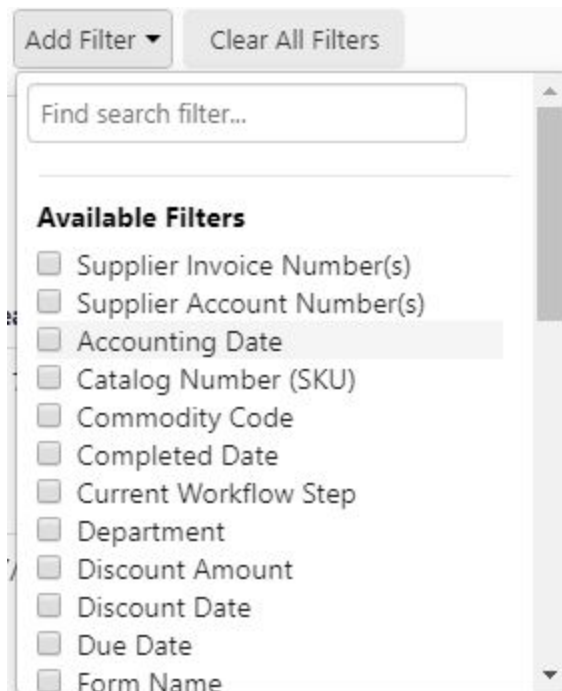 Add Filter Clear All Filters
Find search filter...
Available Filters
Supplier Invoice Number(s)
Supplier Account Number(s)
Accounting Date
Catalog Number (SKU)
Commodity Code
Completed Date
Current Workflow Step
Department
Discount Amount
Discount Date
Due Date
Form Name